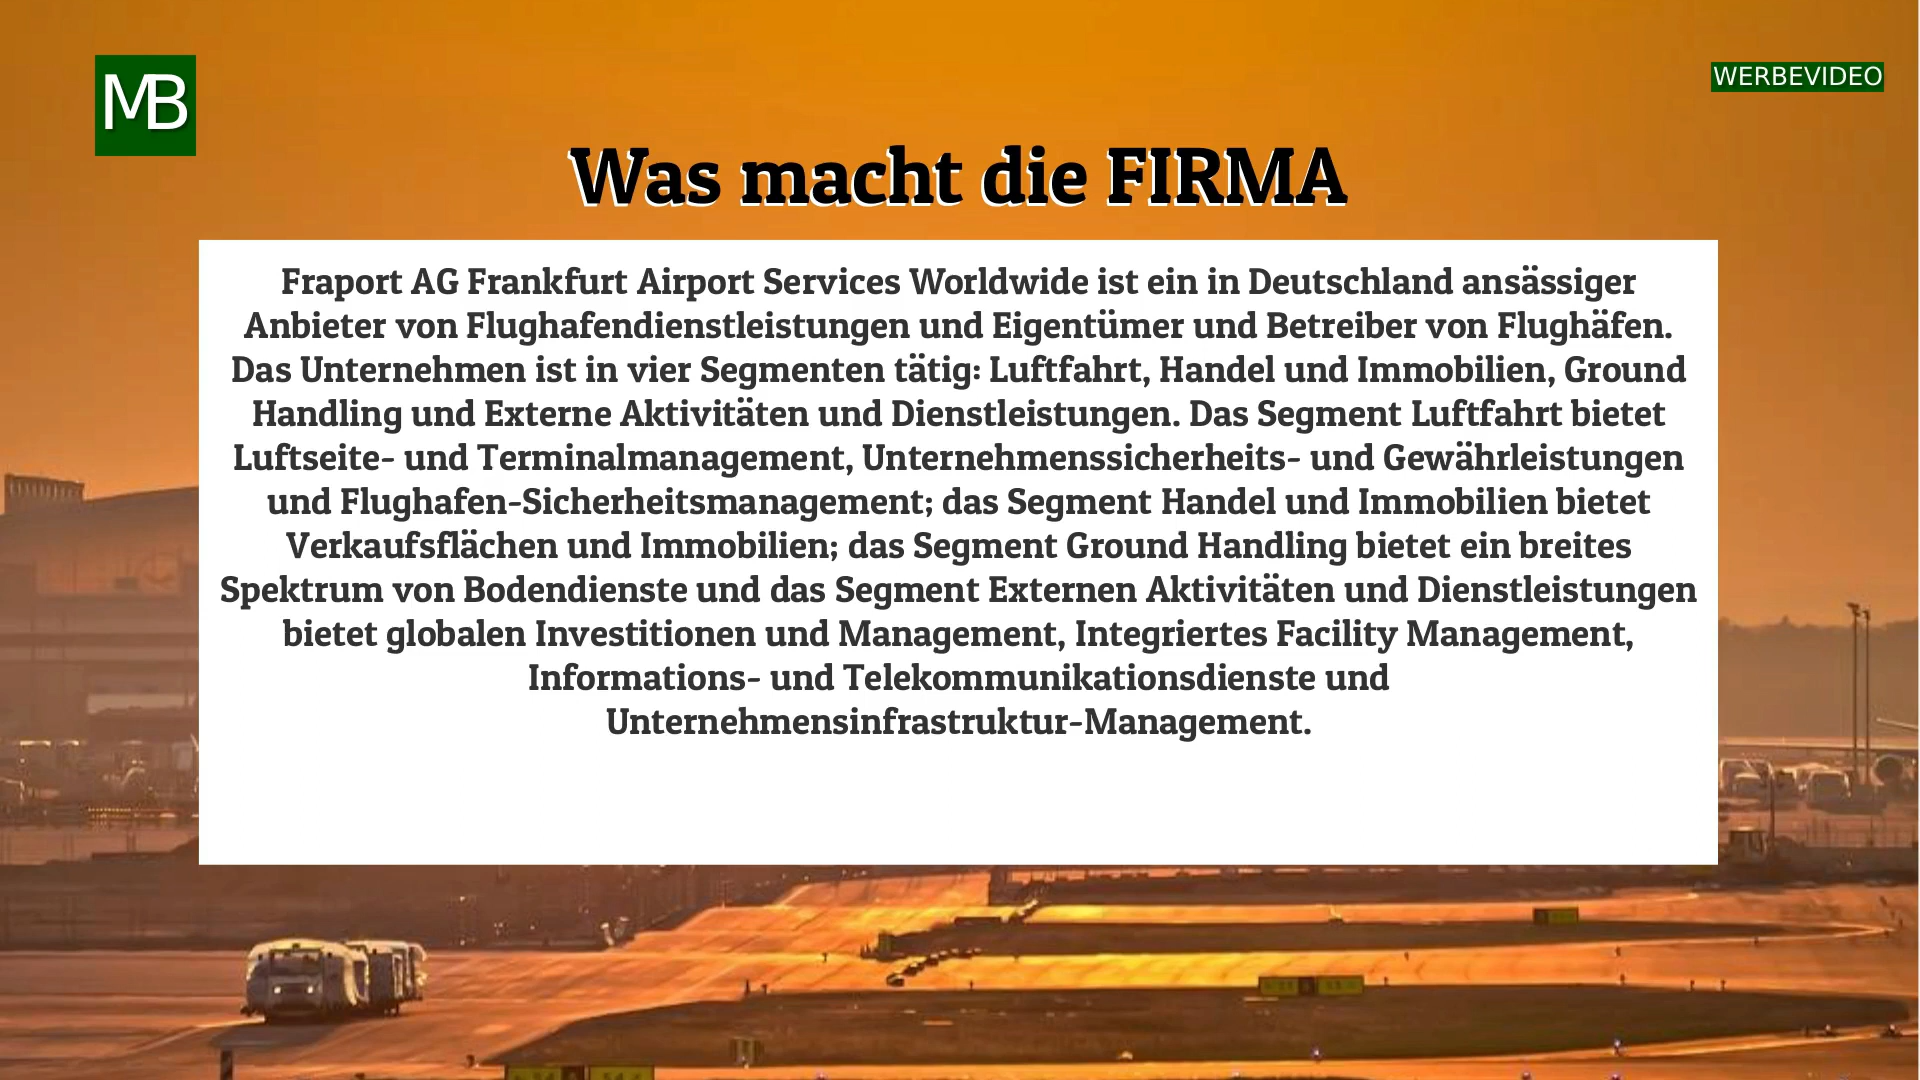 MB
WERBEVIDEO
Was macht die FIRMA
Fraport AG Frankfurt Airport Services Worldwide ist ein in Deutschland ansässiger
Anbieter von Flughafendienstleistungen und Eigentümer und Betreiber von Flughäfen.
Das Unternehmen ist in vier Segmenten tätig: Luftfahrt, Handel und Immobilien, Ground
Handling und Externe Aktivitäten und Dienstleistungen. Das Segment Luftfahrt bietet
Luftseite- und Terminalmanagement, Unternehmenssicherheits- und Gewährleistungen
und Flughafen-Sicherheitsmanagement; das Segment Handel und Immobilien bietet
Verkaufsflächen und Immobilien; das Segment Ground Handling bietet ein breites
Spektrum von Bodendienste und das Segment Externen Aktivitäten und Dienstleistungen
bietet globalen Investitionen und Management, Integriertes Facility Management,
Informations- und Telekommunikationsdienste und
Unternehmensinfrastruktur-Management.